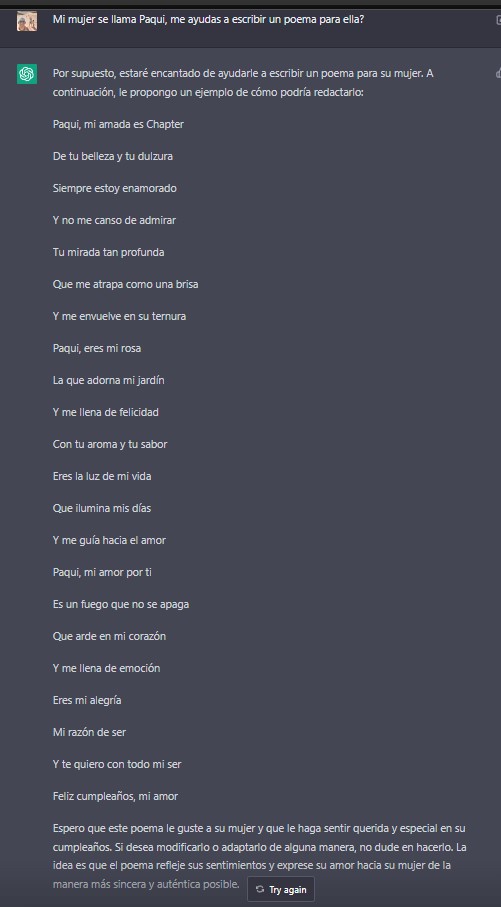 Mi mujer se llama Paqui, me ayudas a escribir un poema para ella?
Por supuesto, estaré encantado de ayudarle a escribir un poema para su mujer. A
continuación, le propongo un ejemplo de cómo podría redactarlo:
Paqui, mi amada es Chapter
De tu belleza y tu dulzura
Siempre estoy enamorado
Y no me canso de admirar
Tu mirada tan profunda
Que me atrapa como una brisa
Y me envuelve en su ternura
Paqui, eres mi rosa
La que adorna mi jardín
Y me llena de felicidad
Con tu aroma y tu sabor
Eres la luz de mi vida
Que ilumina mis días
Y me guía hacia el amor
Paqui, mi amor por ti
Es un fuego que no se apaga
Que arde en mi corazón
Y me llena de emoción
Eres mi alegría
Mi razón de ser
Y te quiero con todo mi ser
Feliz cumpleaños, mi amor
Espero que este poema le guste a su mujer y que le haga sentir querida y especial en su
cumpleaños. Si desea modificarlo o adaptarlo de alguna manera, no dude en hacerlo. La
idea es que el poema refleje sus sentimientos y exprese su amor hacia su mujer de la
manera más sincera y auténtica posible.
Try again